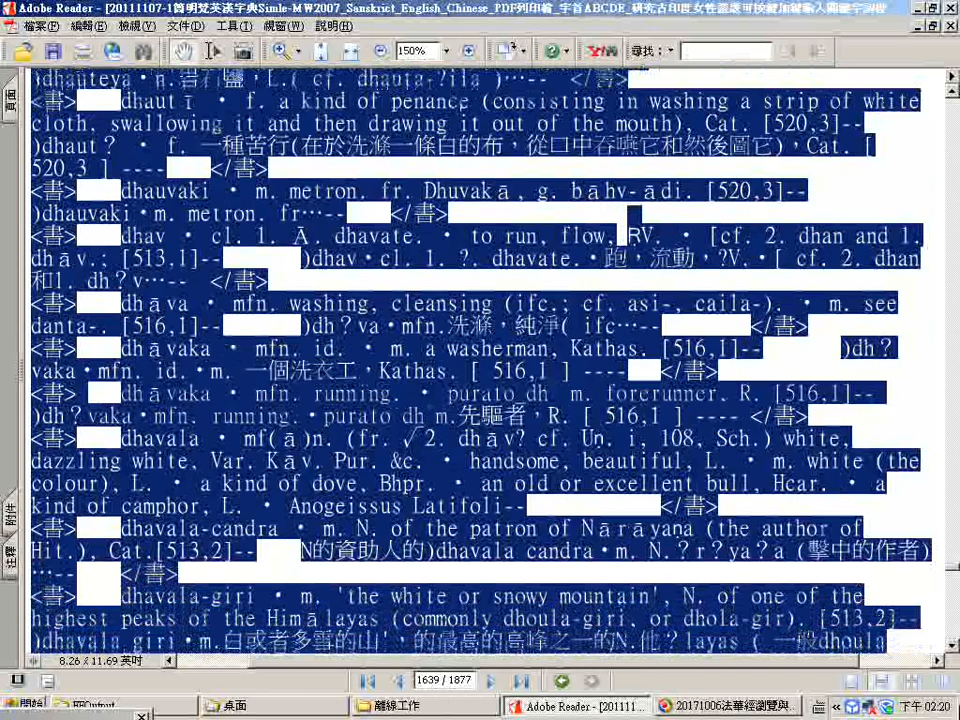 Adobe Reader - [20111107-1簡明梵英漢字典Simle-MW2007_Sanskrict_English_Chinese_PDF列印檔_字首ABCDE_研究古印度
檔案(F) 編輯(E) 檢視(V) 文件(D) 工具(T) 視窗(W) 說明(H)
150% 尋找:
)dhauteya‧n.岩石鹽,L.( cf. dhauta-?ila )…-- </書>
<書> dhautī ‧ f. a kind of penance (consisting in washing a strip of white
cloth, swallowing it and then drawing it out of the mouth), Cat. [520,3]--
)dhaut? ‧ f. 一種苦行(在於洗滌一條白的布,從口中吞嚥它和然後圖它),Cat. [
520,3 ] ---- </書>
<書> dhauvaki ‧ m. metron. fr. Dhuvakā, g. bāhv-ādi. [520,3]--
)dhauvaki‧m. metron. fr…-- </書>
<書> dhav ‧ cl. 1. Ā. dhavate. ‧ to run, flow, RV. ‧ [cf. 2. dhan and 1.
dhāv.; [513,1]-- )dhav‧cl. 1. ?. dhavate.‧跑,流動,?V.‧[ cf. 2. dhan
和1. dh?v…-- </書>
<書> dhāva ‧ mfn. washing, cleansing (ifc.; cf. asi-, caila-). ‧ m. see
danta-. [516,1]-- )dh?va‧mfn.洗滌,純淨( ifc…-- </書>
<書> dhāvaka ‧ mfn. id. ‧ m. a washerman, Kathas. [516,1]-- )dh?
vaka‧mfn. id.‧m. 一個洗衣工,Kathas. [ 516,1 ] ---- </書>
<書> dhāvaka ‧ mfn. running. ‧ purato dh m. forerunner, R. [516,1]--
)dh?vaka‧mfn. running.‧purato dh m.先驅者,R. [ 516,1 ] ---- </書>
<書> dhavala ‧ mf(ā)n. (fr. √2. dhāv? cf. Un. i, 108, Sch.) white,
dazzling white, Var. Kāv. Pur. &c. ‧ handsome, beautiful, L. ‧ m. white (the
colour), L. ‧ a kind of dove, Bhpr. ‧ an old or excellent bull, Hcar. ‧ a
kind of camphor, L. ‧ Anogeissus Latifoli-- </書>
<書> dhavala-candra ‧ m. N. of the patron of Nārāyaṇa (the author of
Hit.), Cat.[513,2]-- N的資助人的)dhavala candra‧m. N.?r?ya?a (擊中的作者)
…-- </書>
<書> dhavala-giri ‧ m. 'the white or snowy mountain', N. of one of the
highest peaks of the Himālayas (commonly dhoula-giri, or dhola-gir). [513,2]--
)dhavala giri‧m.白或者多雪的山',的最高的高峰之一的N.他?layas ( 一般dhoula
頁面
附件
註釋
8.26 x 11.69 英吋
1639 / 1877
開始 FFOutput 桌面 離線工作 Adobe Reader - [201111... 20171006法華經瀏覽與... 下午 02:20